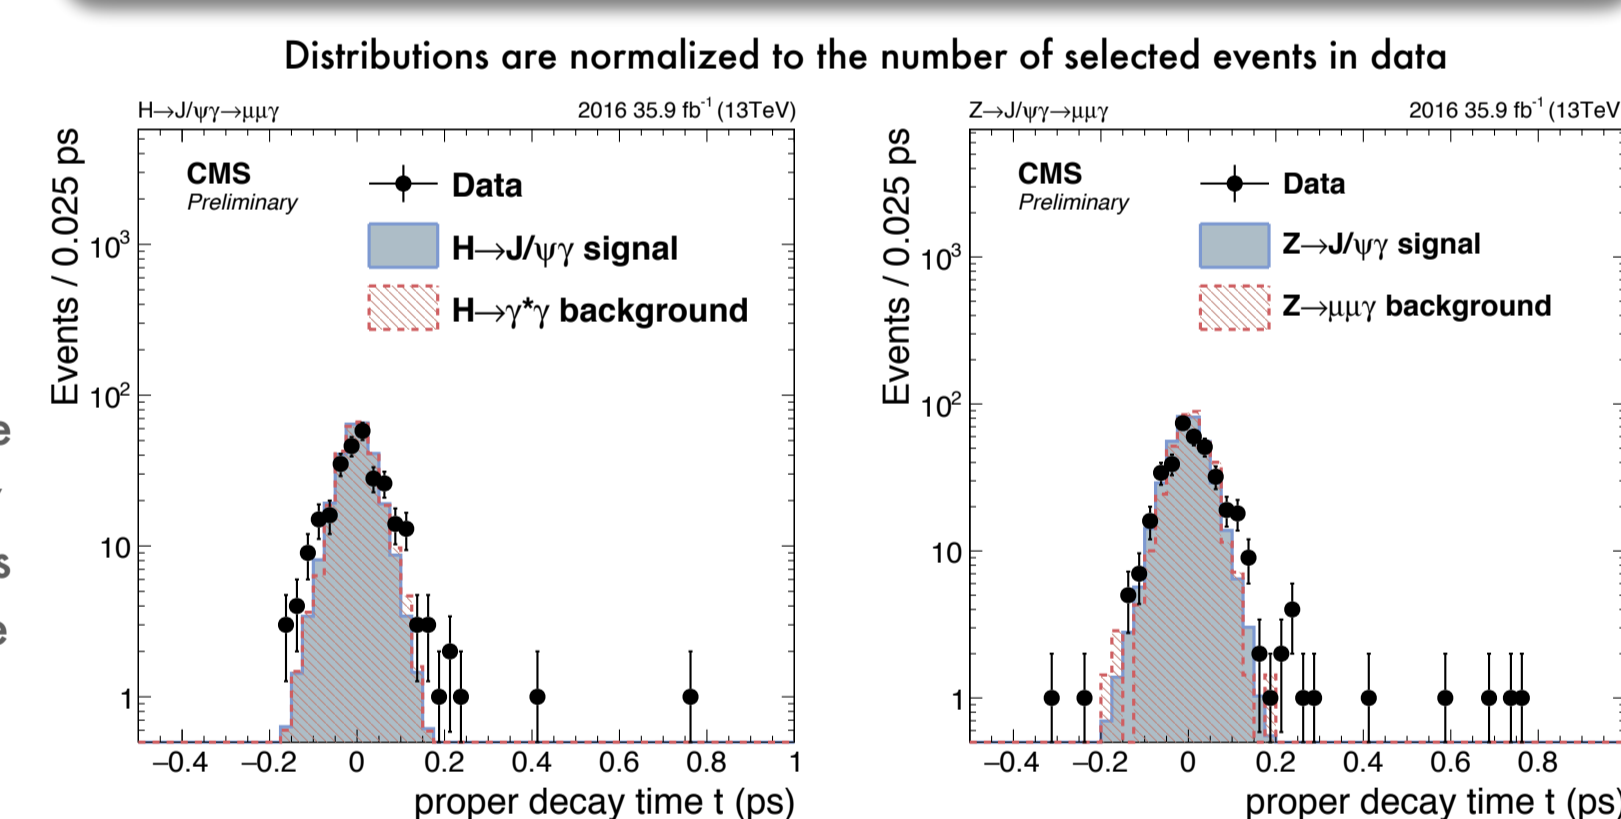 Distributions are normalized to the number of selected events in data
H→J/ψγ→μμγ
2016 35.9 fb⁻¹ (13TeV)
CMS
Preliminary
Data
H→J/ψγ signal
H→γ*γ background
Events / 0.025 ps
10³
10²
10
1
−0.4 −0.2 0 0.2 0.4 0.6 0.8 1
proper decay time t (ps)
Z→J/ψγ→μμγ
2016 35.9 fb⁻¹ (13TeV
CMS
Preliminary
Data
Z→J/ψγ signal
Z→μμγ background
Events / 0.025 ps
10³
10²
10
1
−0.4 −0.2 0 0.2 0.4 0.6 0.8
proper decay time t (ps)
e
s
e